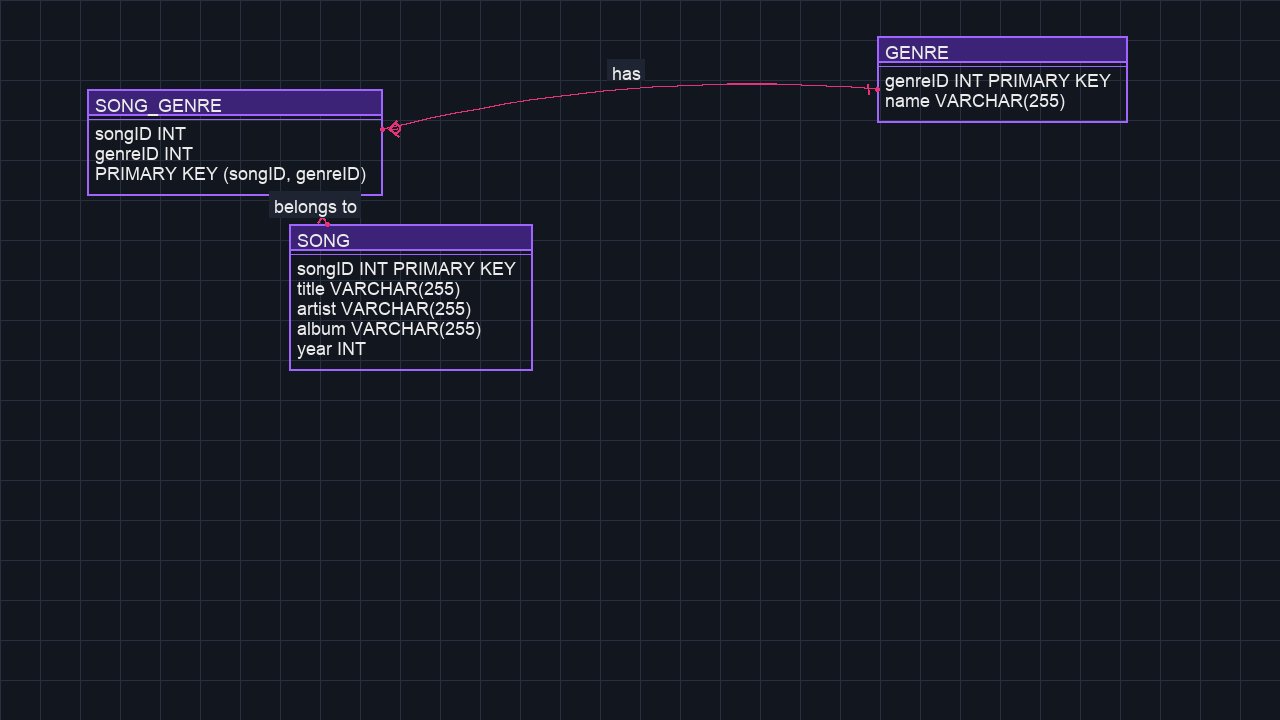 has
GENRE
genreID INT PRIMARY KEY
name VARCHAR(255)
SONG_GENRE
songID INT
genreID INT
PRIMARY KEY (songID, genreID)
belongs to
SONG
songID INT PRIMARY KEY
title VARCHAR(255)
artist VARCHAR(255)
album VARCHAR(255)
year INT